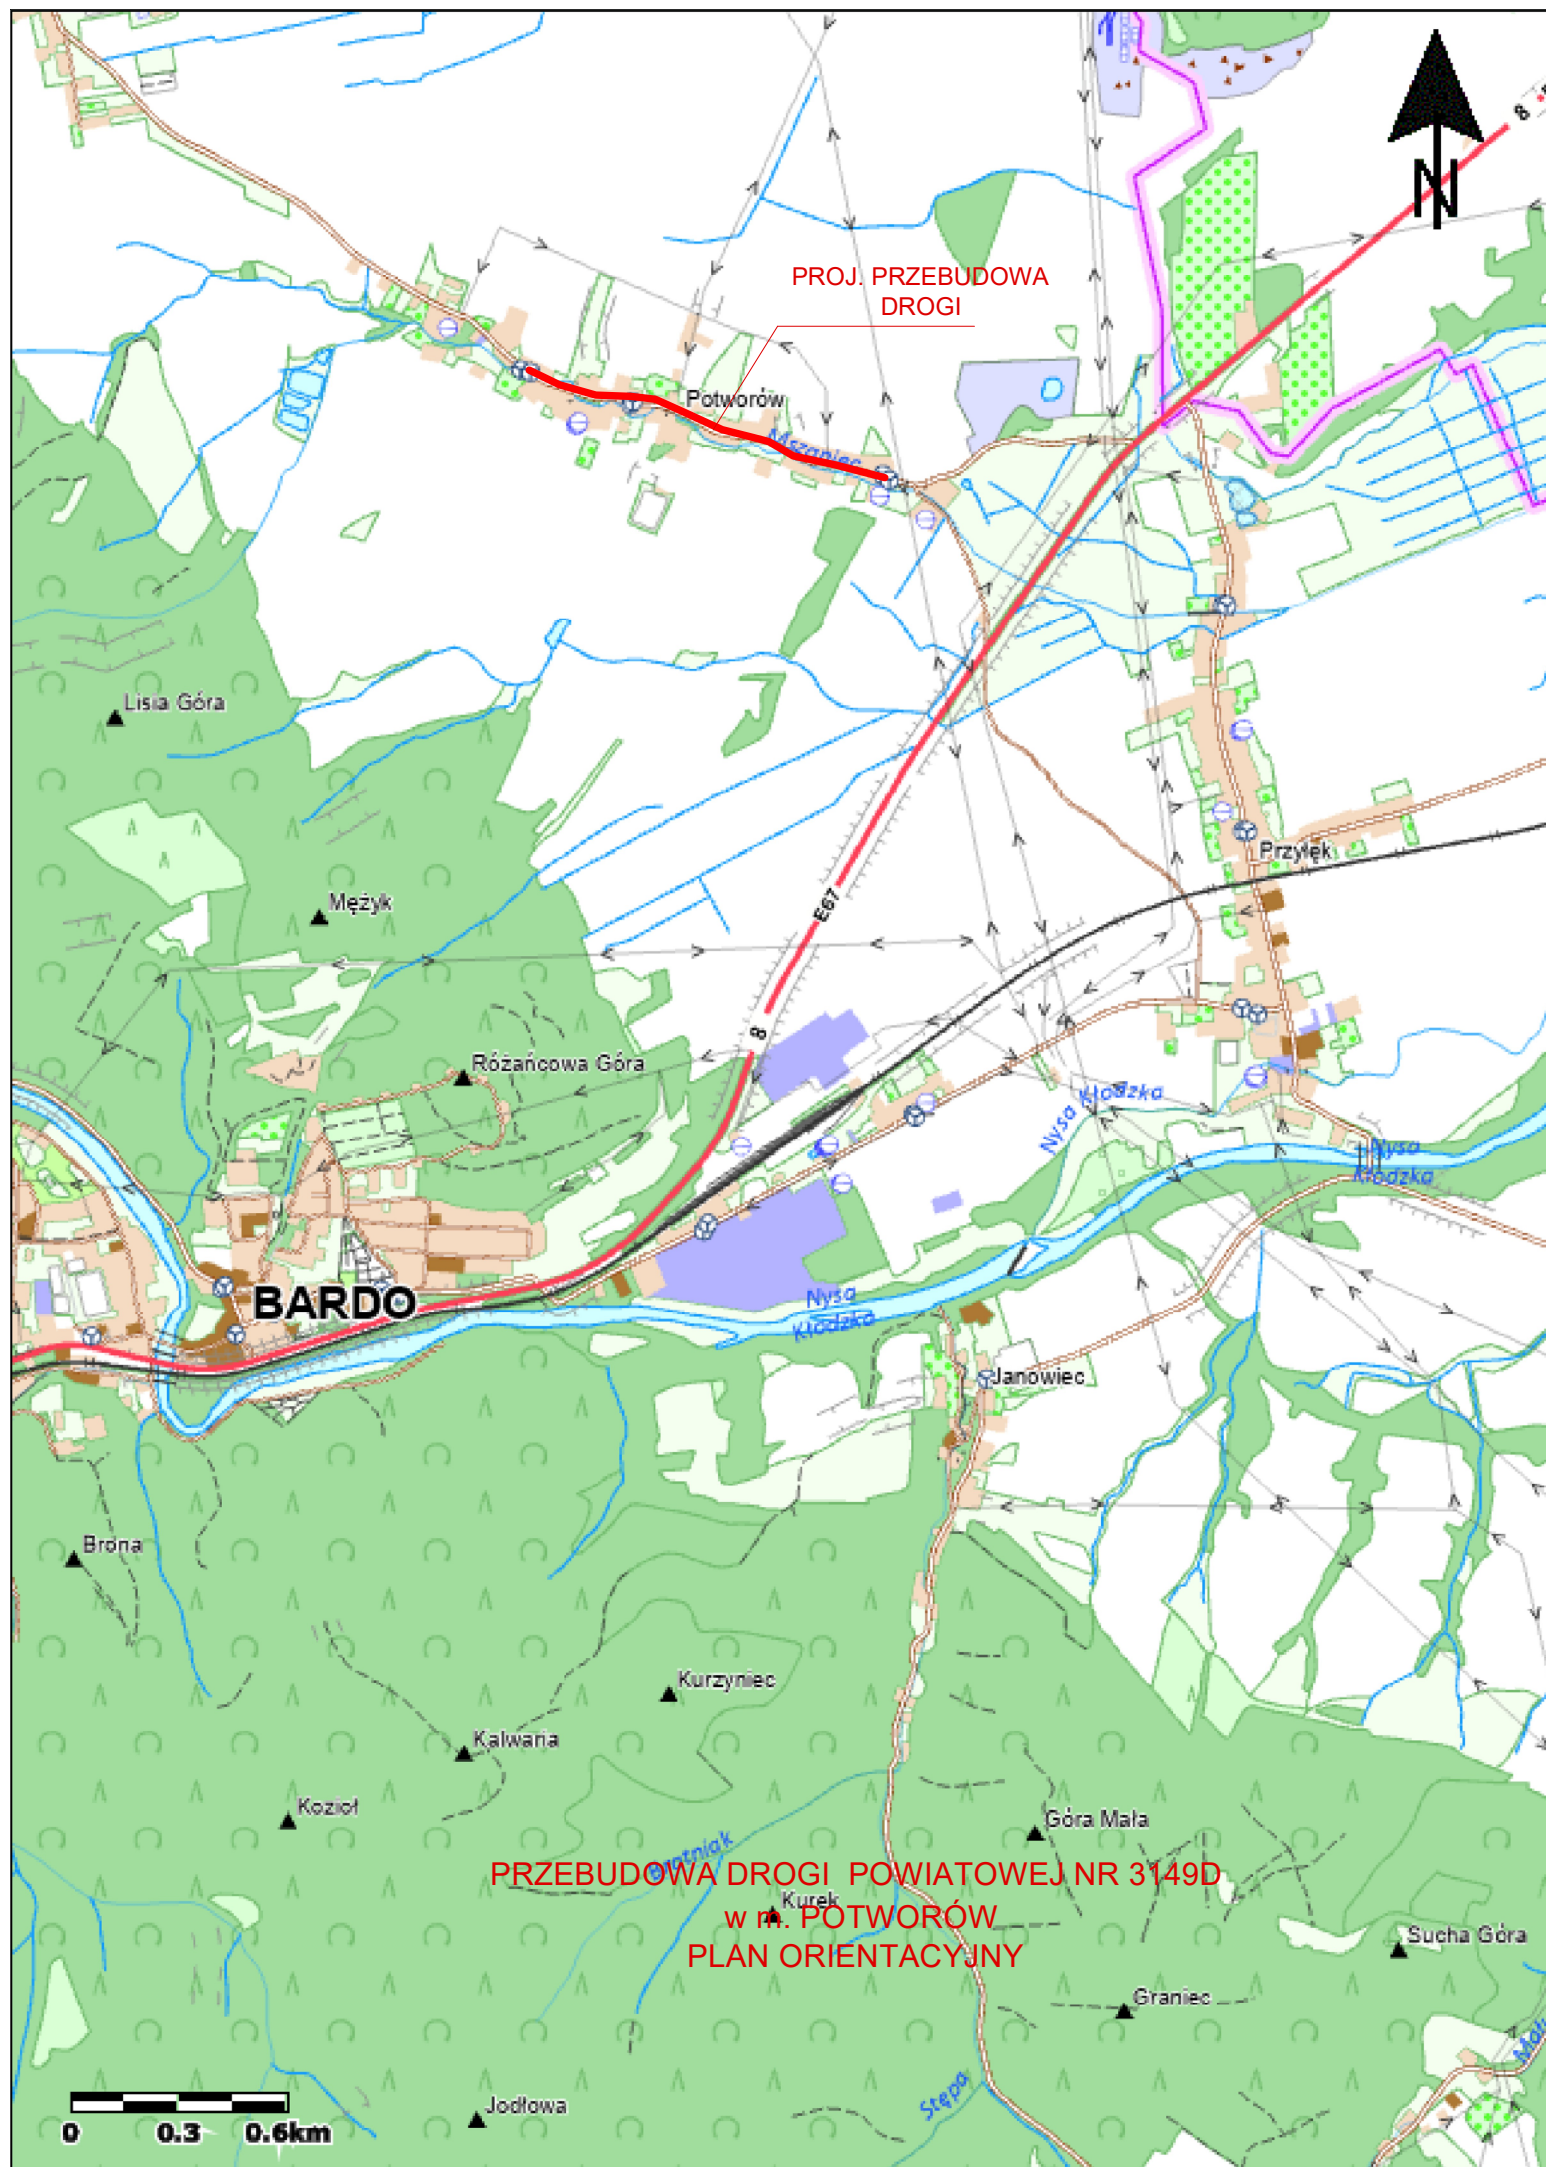 8
N
PROJ. PRZEBUDOWA
DROGI
Potworów
Mszaniec
Lisia Góra
Przyłęk
Mężyk
E67
8
Różańcowa Góra
Nysa Kłodzka
Nysa
Kłodzka
BARDO
Nysa
Kłodzka
Janowiec
Brona
Kurzyniec
Kalwaria
Kozioł
Góra Mała
PRZEBUDOWA DROGI  POWIATOWEJ NR 3149D
Kurek
w m. POTWORÓW
PLAN ORIENTACYJNY
Sucha Góra
Graniec
Stępa
Jodłowa
0 0.3 0.6km